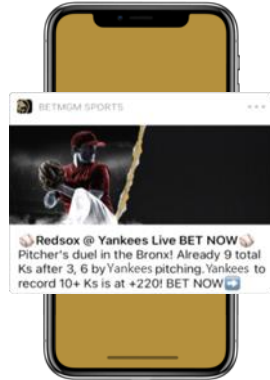 BETMGM SPORTS
⚾Redsox @ Yankees Live BET NOW⚾
Pitcher's duel in the Bronx! Already 9 total
Ks after 3, 6 by Yankees pitching. Yankees to
record 10+ Ks is at +220! BET NOW➡️